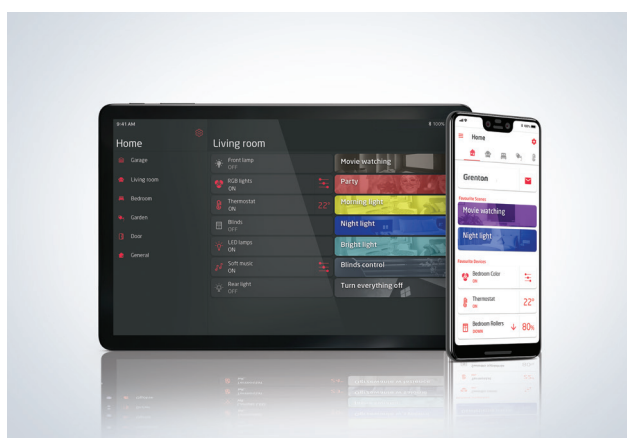 9:41 AM
100%
Home
Living room
Garage
Living room
Bedroom
Garden
Door
General
Front lamp
OFF
RGB lights
ON
Thermostat
ON
22°
Blinds
OFF
LED lamps
ON
Soft music
ON
Rear light
OFF
Movie watching
Party
Morning light
Night light
Bright light
Blinds control
Turn everything off
Home
Grenton
Favourite Scenes
Movie watching
Night light
Favourite Devices
Bedroom Color
ON
Thermostat
ON
22°
Bedroom Rollers
DOWN
80%